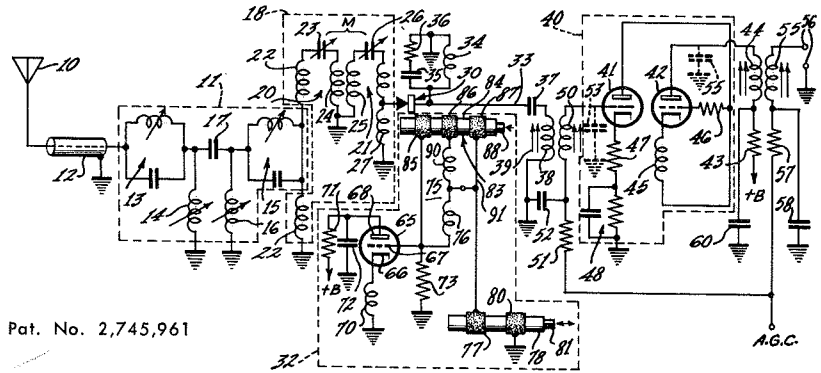 18 23 M 26 36
10 22 34 40 44 55 56
11 20 35 30 33 37 41 42 55
17 24 25 86 84 87 50 53
12 21 85 88 39 47 46 43 57
13 14 15 16 27 90 83 38 45 +B
22 71 68 65 75 91 52 48 60 58
67 76 51
72 66 73
+B 70 80
32 77 78 81
Pat. No. 2,745,961
A.G.C.